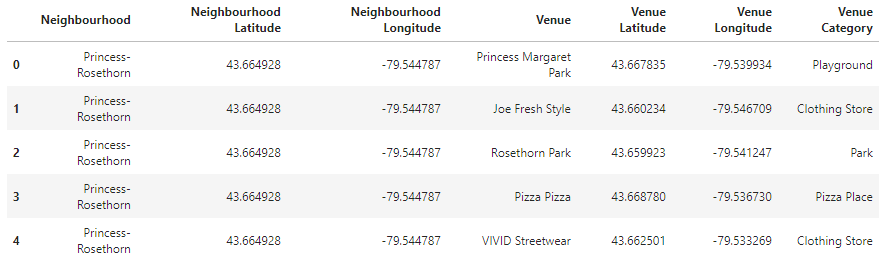 Neighbourhood Neighbourhood Latitude Neighbourhood Longitude Venue Venue Latitude Venue Longitude Venue Category
0 Princess-Rosethorn 43.664928 -79.544787 Princess Margaret Park 43.667835 -79.539934 Playground
1 Princess-Rosethorn 43.664928 -79.544787 Joe Fresh Style 43.660234 -79.546709 Clothing Store
2 Princess-Rosethorn 43.664928 -79.544787 Rosethorn Park 43.659923 -79.541247 Park
3 Princess-Rosethorn 43.664928 -79.544787 Pizza Pizza 43.668780 -79.536730 Pizza Place
4 Princess-Rosethorn 43.664928 -79.544787 VIVID Streetwear 43.662501 -79.533269 Clothing Store